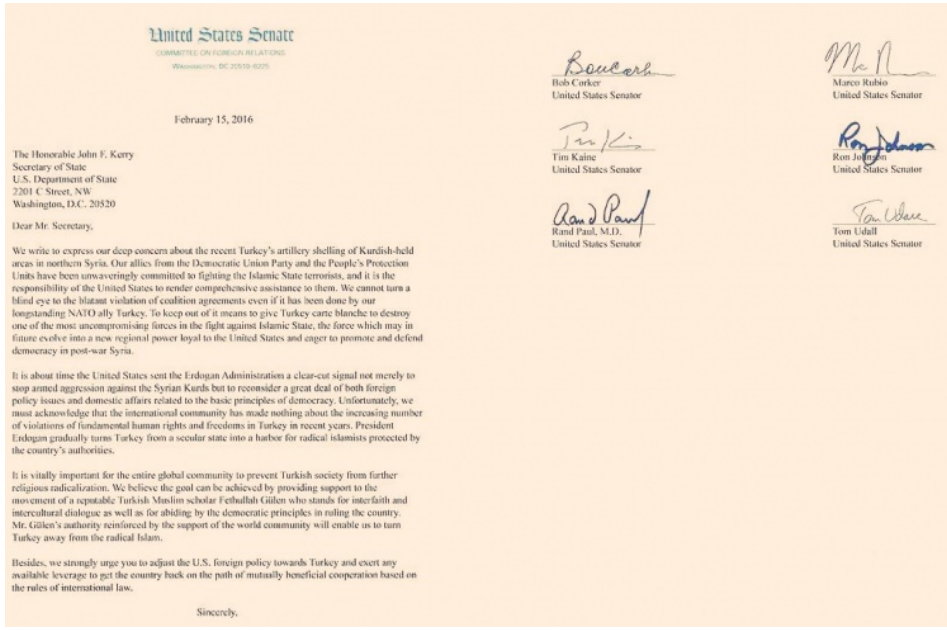 United States Senate
COMMITTEE ON FOREIGN RELATIONS
WASHINGTON, DC 20510-6225
February 15, 2016
The Honorable John F. Kerry
Secretary of State
U.S. Department of State
2201 C Street, NW
Washington, D.C. 20520
Dear Mr. Secretary,
We write to express our deep concern about the recent Turkey's artillery shelling of Kurdish-held
areas in northern Syria. Our allies from the Democratic Union Party and the People's Protection
Units have been unwaveringly committed to fighting the Islamic State terrorists, and it is the
responsibility of the United States to render comprehensive assistance to them. We cannot turn a
blind eye to the blatant violation of coalition agreements even if it has been done by our
longstanding NATO ally Turkey. To keep out of it means to give Turkey carte blanche to destroy
one of the most uncompromising forces in the fight against Islamic State, the force which may in
future evolve into a new regional power loyal to the United States and eager to promote and defend
democracy in post-war Syria.
It is about time the United States sent the Erdogan Administration a clear-cut signal not merely to
stop armed aggression against the Syrian Kurds but to reconsider a great deal of both foreign
policy issues and domestic affairs related to the basic principles of democracy. Unfortunately, we
must acknowledge that the international community has made nothing about the increasing number
of violations of fundamental human rights and freedoms in Turkey in recent years. President
Erdogan gradually turns Turkey from a secular state into a harbor for radical islamists protected by
the country's authorities.
It is vitally important for the entire global community to prevent Turkish society from further
religious radicalization. We believe the goal can be achieved by providing support to the
movement of a reputable Turkish Muslim scholar Fethullah Gülen who stands for interfaith and
intercultural dialogue as well as for abiding by the democratic principles in ruling the country.
Mr. Gülen's authority reinforced by the support of the world community will enable us to turn
Turkey away from the radical Islam.
Besides, we strongly urge you to adjust the U.S. foreign policy towards Turkey and exert any
available leverage to get the country back on the path of mutually beneficial cooperation based on
the rules of international law.
Sincerely,
Bob Corker
United States Senator
Marco Rubio
United States Senator
Tim Kaine
United States Senator
Ron Johnson
Ron Johnson
United States Senator
Rand Paul
Rand Paul, M.D.
United States Senator
Tom Udall
Tom Udall
United States Senator